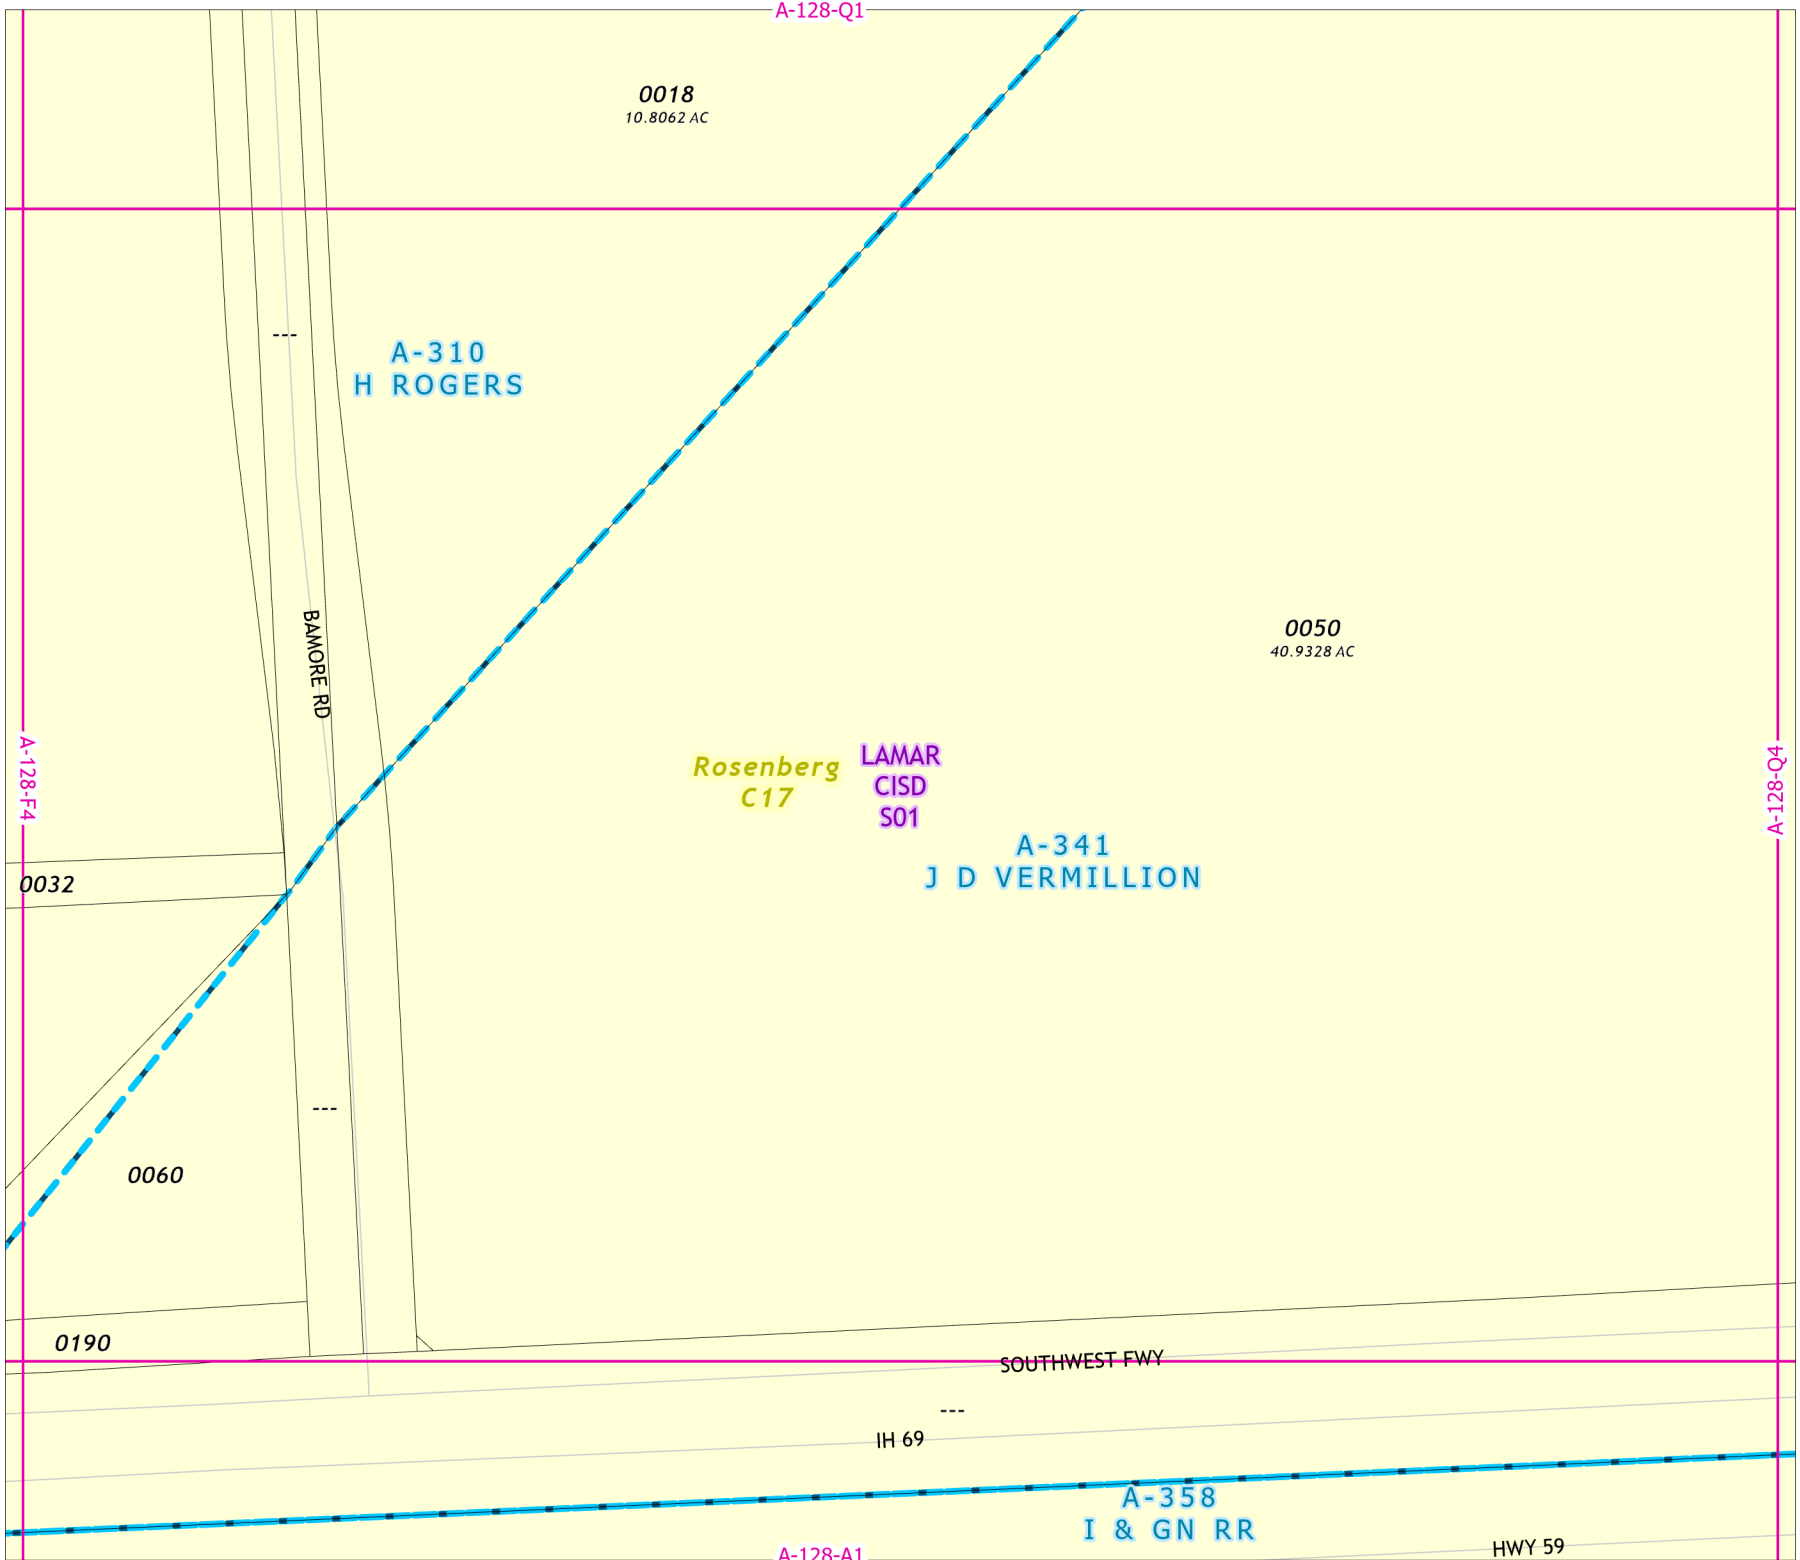 A-128-Q1
0018
10.8062 AC
---
A-310
H ROGERS
BAMORE RD
0050
40.9328 AC
A-128-F4
Rosenberg
C17
LAMAR
CISD
S01
A-128-Q4
A-341
J D VERMILLION
0032
---
0060
0190
SOUTHWEST FWY
---
IH 69
A-358
I & GN RR
HWY 59
A-128-A1